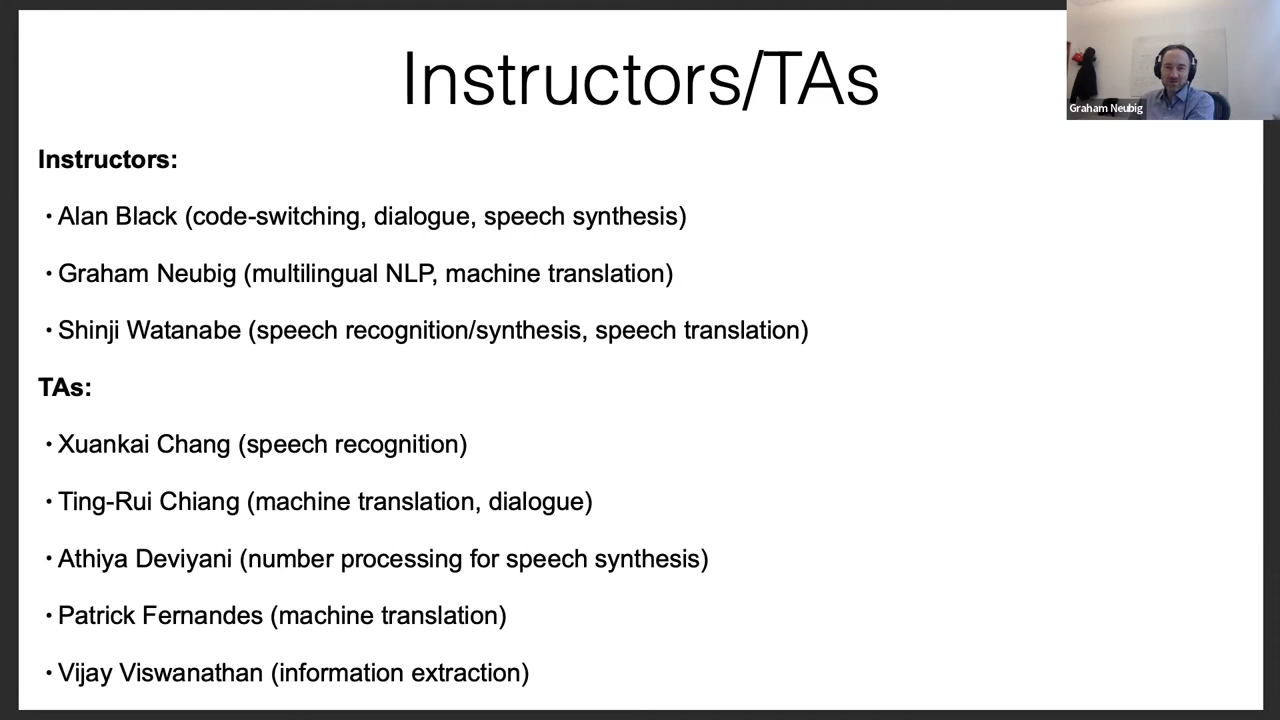 Instructors/TAs
Graham Neubig
Instructors:
• Alan Black (code-switching, dialogue, speech synthesis)
• Graham Neubig (multilingual NLP, machine translation)
• Shinji Watanabe (speech recognition/synthesis, speech translation)
TAs:
• Xuankai Chang (speech recognition)
• Ting-Rui Chiang (machine translation, dialogue)
• Athiya Deviyani (number processing for speech synthesis)
• Patrick Fernandes (machine translation)
• Vijay Viswanathan (information extraction)